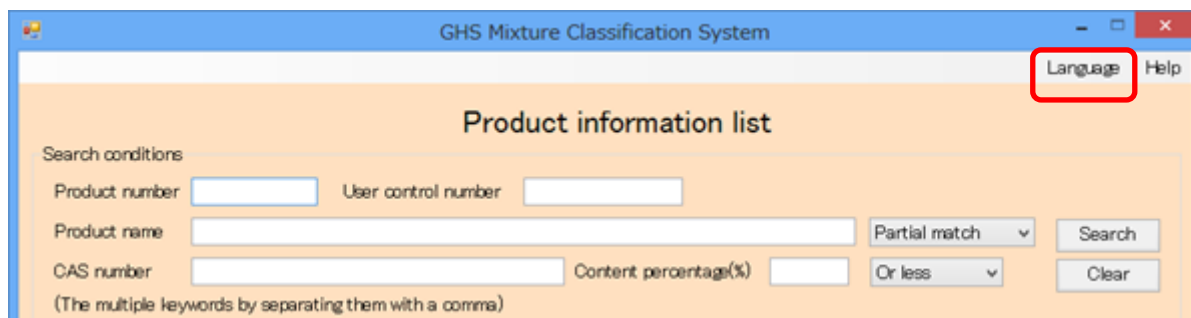 GHS Mixture Classification System
Language Help
Product information list
Search conditions
Product number User control number
Product name Partial match Search
CAS number Content percentage(%) Or less Clear
(The multiple keywords by separating them with a comma)